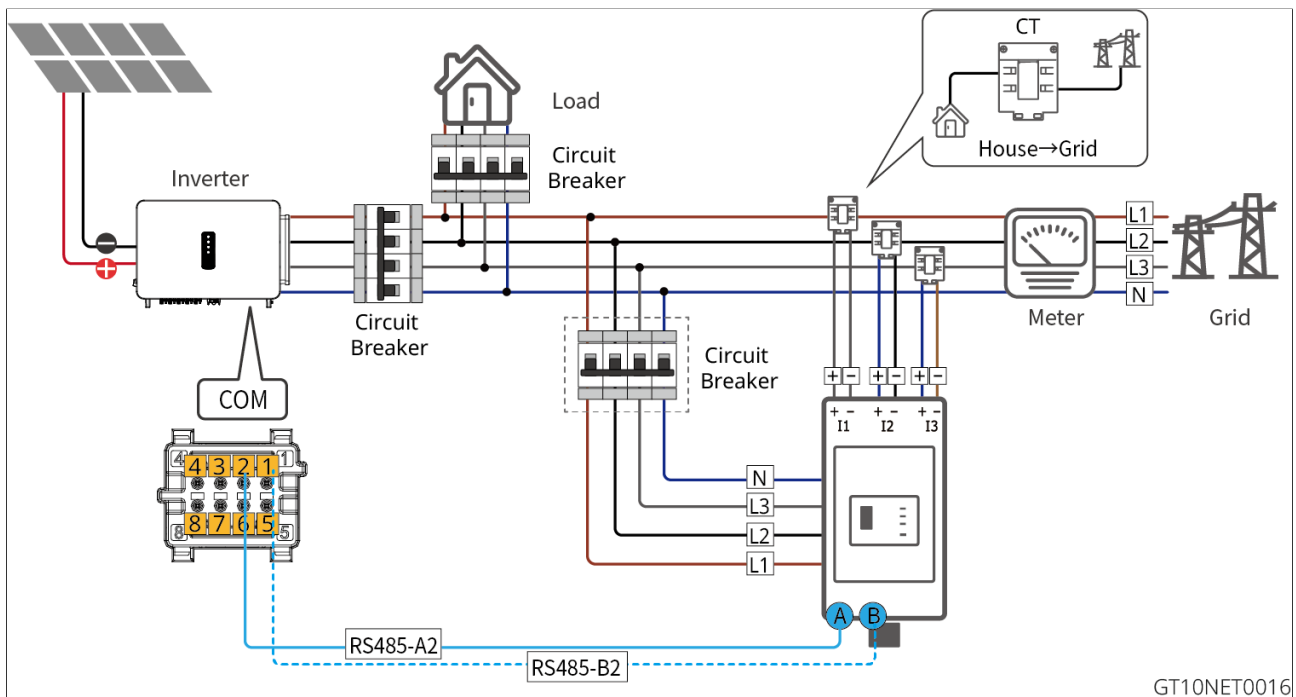 CT
House→Grid
Load
Circuit
Breaker
Inverter
L1
L2
L3
N
Circuit
Breaker
Meter
Grid
Circuit
Breaker
COM
+ − + − + −
+ − + − + −
I1 I2 I3
4 4 3 2 1 1
8 8 7 6 5 5
N
L3
L2
L1
A B
RS485-A2
RS485-B2
GT10NET0016